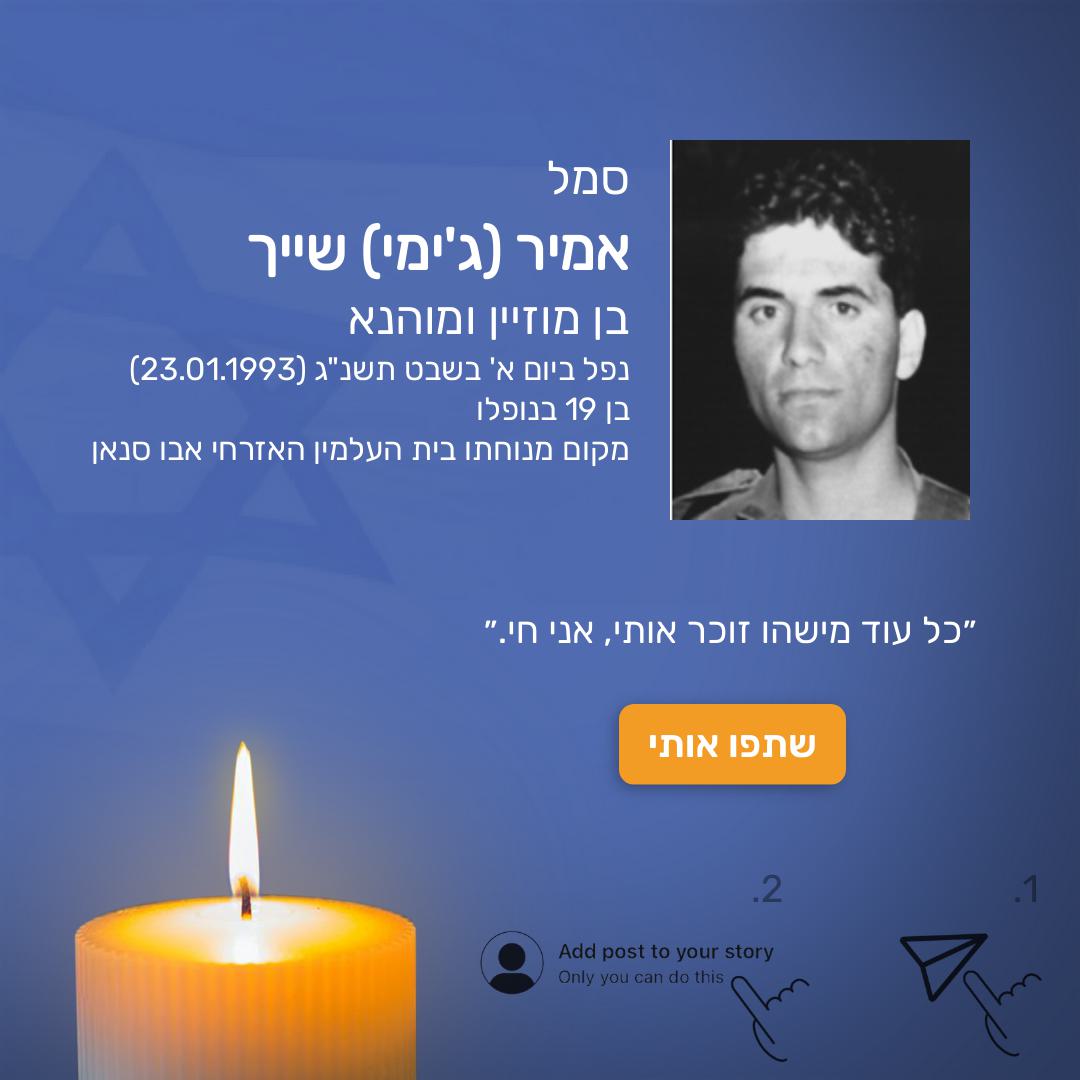 סמל
אמיר (ג'ימי) שייך
בן מוזיין ומוהנא
נפל ביום א' בשבט תשנ"ג (23.01.1993)
בן 19 בנופלו
מקום מנוחתו בית העלמין האזרחי אבו סנאן
״כל עוד מישהו זוכר אותי, אני חי.״
שתפו אותי
1.
2.
Add post to your story
Only you can do this